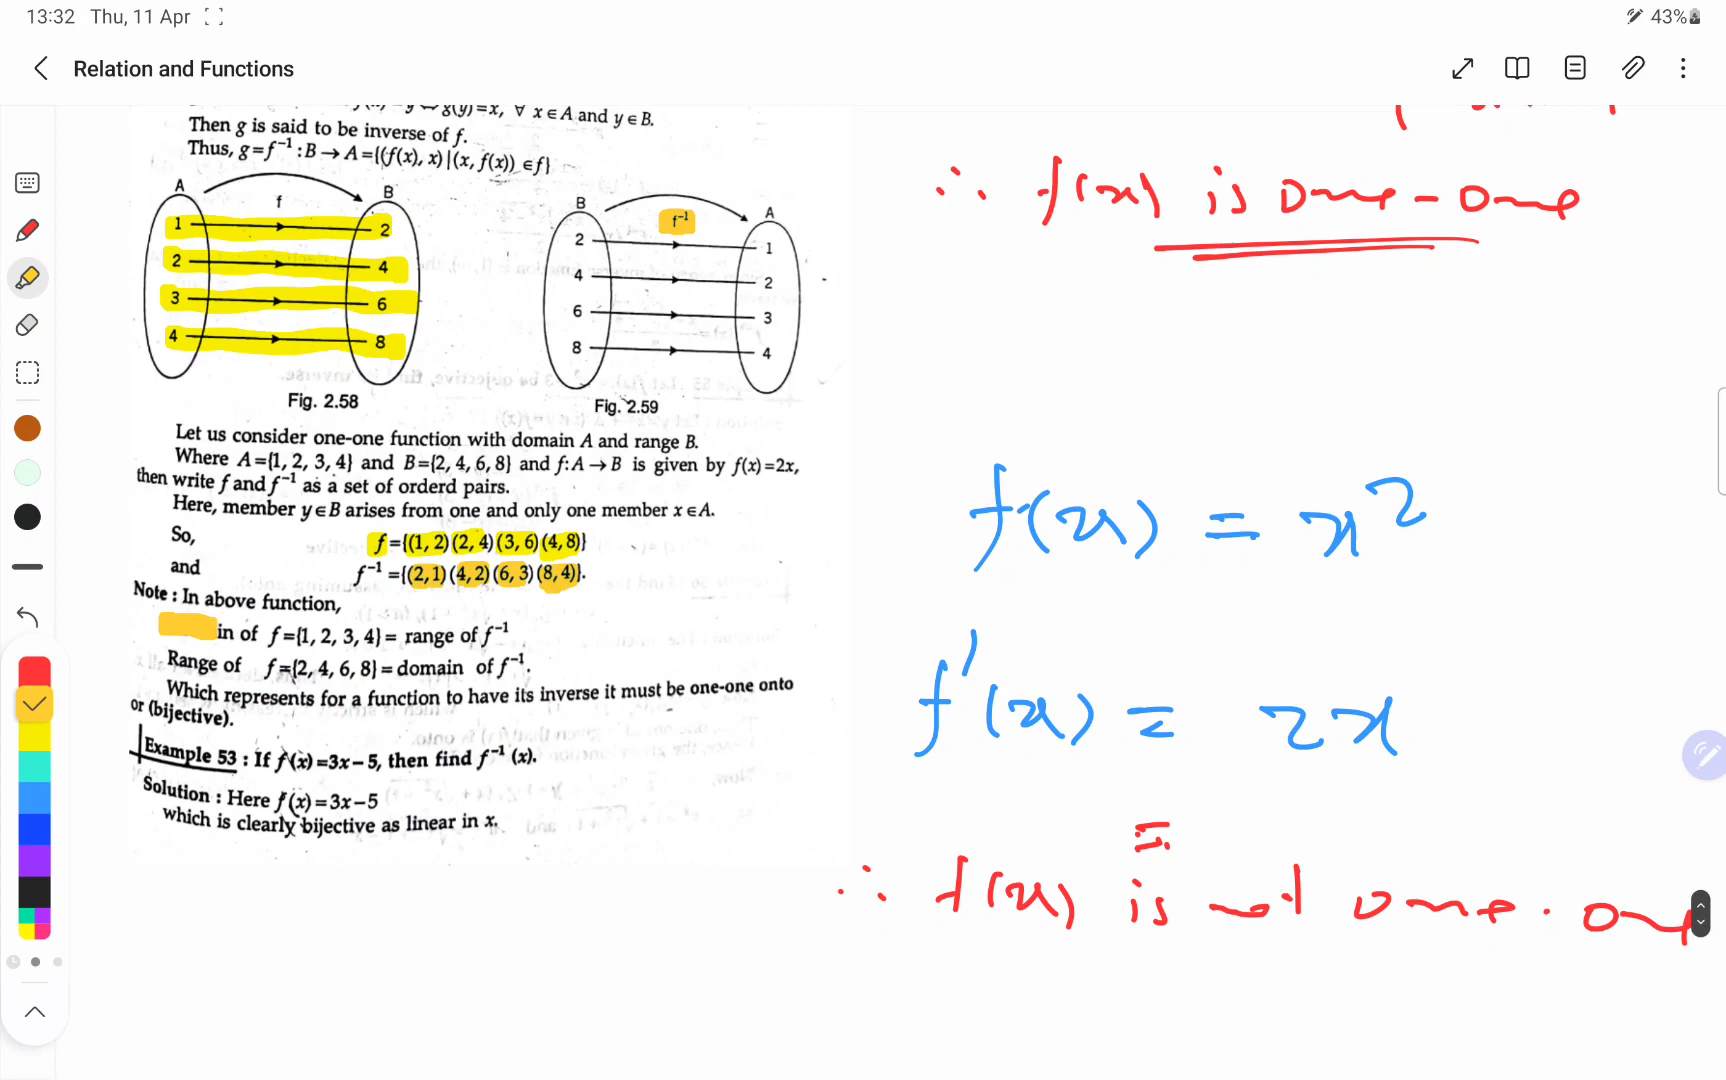 13:32 Thu, 11 Apr
43%
Relation and Functions
g(y)=x, ∀ x∈A and y∈B.
Then g is said to be inverse of f.
Thus, g=f⁻¹:B→A={(f(x), x)|(x, f(x)) ∈f}
A f B
1 2
2 4
3 6
4 8
Fig. 2.58
B f⁻¹ A
2 1
4 2
6 3
8 4
Fig. 2.59
Let us consider one-one function with domain A and range B.
Where A={1, 2, 3, 4} and B={2, 4, 6, 8} and f:A→B is given by f(x)=2x,
then write f and f⁻¹ as a set of orderd pairs.
Here, member y∈B arises from one and only one member x∈A.
So, f={(1, 2)(2, 4)(3, 6)(4, 8)}
and f⁻¹={(2,1)(4,2)(6,3)(8,4)}.
Note : In above function,
in of f={1, 2, 3, 4}= range of f⁻¹
Range of f={2, 4, 6, 8}=domain of f⁻¹.
Which represents for a function to have its inverse it must be one-one onto
or (bijective).
Example 53 : If f(x)=3x−5, then find f⁻¹(x).
Solution : Here f(x)=3x−5
which is clearly bijective as linear in x.
∴ f(x) is one-one
f(x) = x²
f'(x) = 2x
∴ f(x) is not one-one